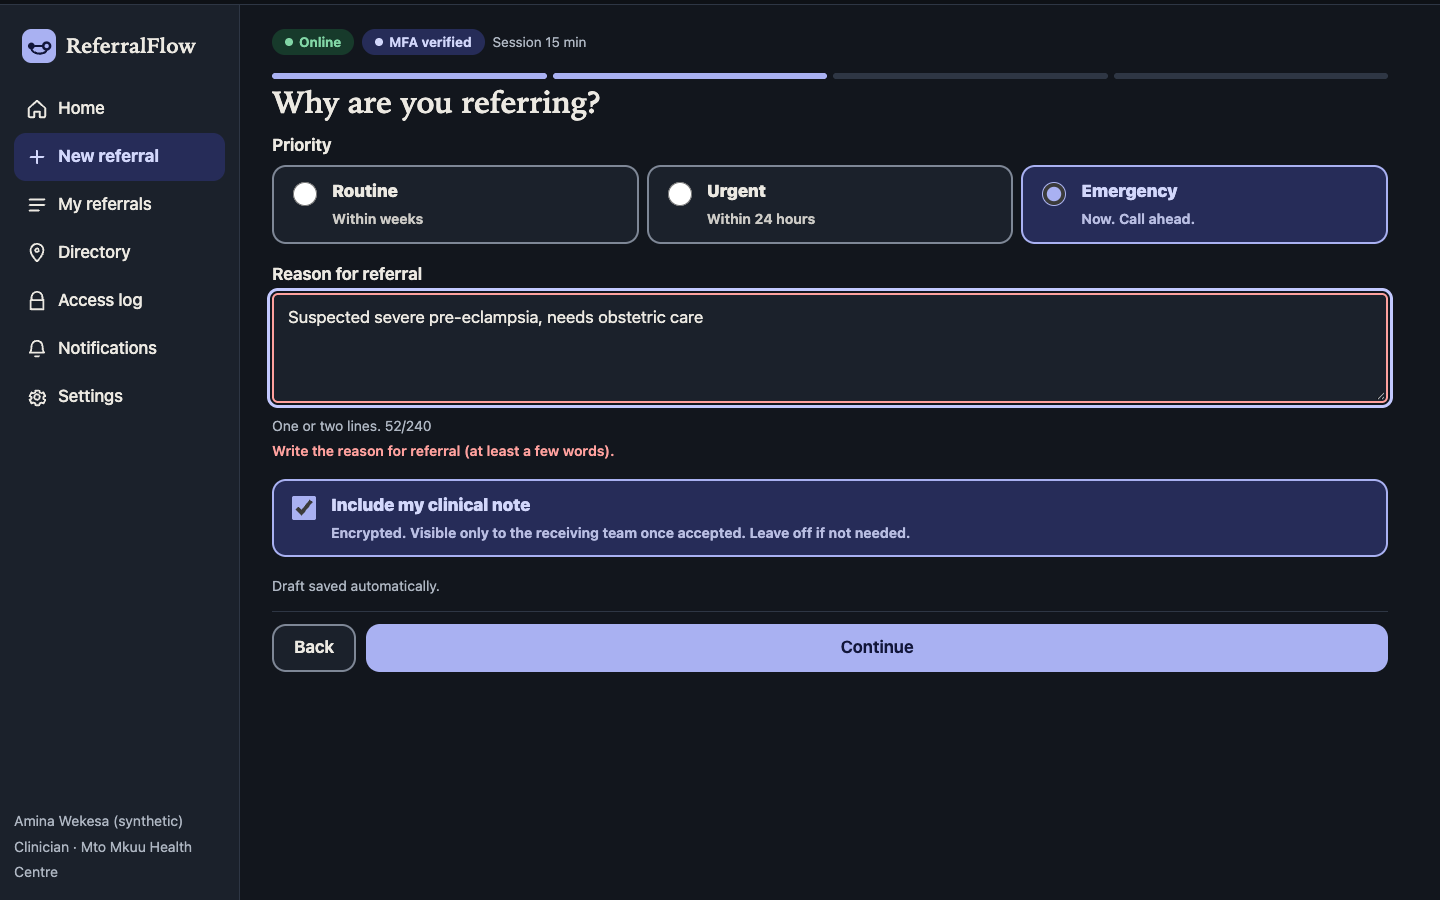 ReferralFlow
Home
New referral
My referrals
Directory
Access log
Notifications
Settings
Amina Wekesa (synthetic)
Clinician · Mto Mkuu Health
Centre
Online
MFA verified
Session 15 min
Why are you referring?
Priority
Routine
Within weeks
Urgent
Within 24 hours
Emergency
Now. Call ahead.
Reason for referral
Suspected severe pre-eclampsia, needs obstetric care
One or two lines. 52/240
Write the reason for referral (at least a few words).
Include my clinical note
Encrypted. Visible only to the receiving team once accepted. Leave off if not needed.
Draft saved automatically.
Back
Continue